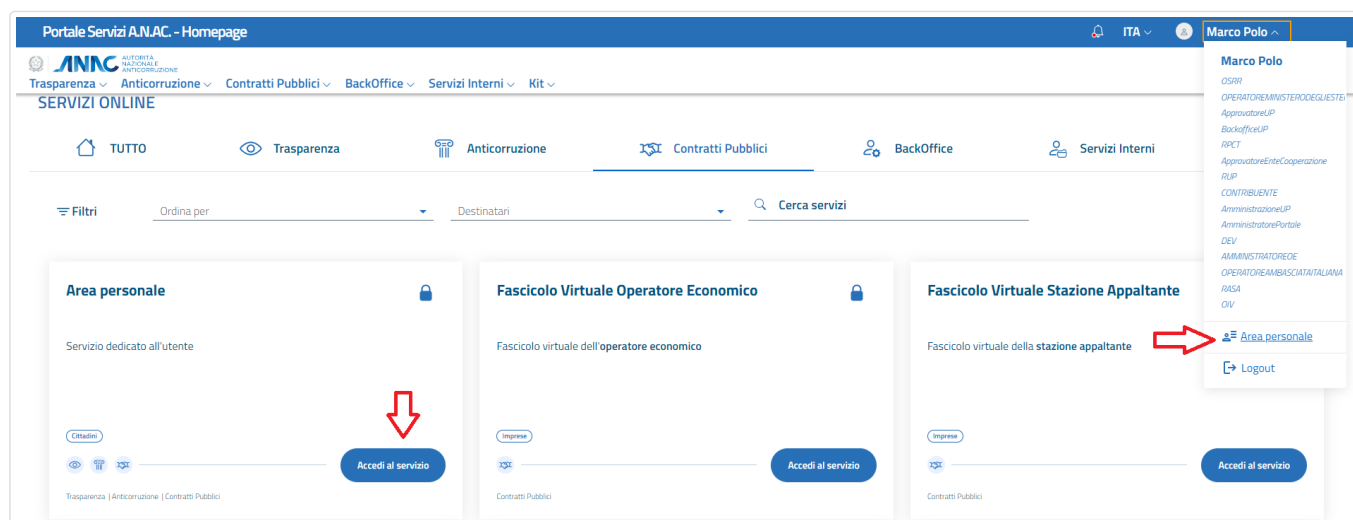 Portale Servizi A.N.AC. - Homepage
ITA
Marco Polo
ANAC
AUTORITÀ
NAZIONALE
ANTICORRUZIONE
Trasparenza Anticorruzione Contratti Pubblici BackOffice Servizi Interni Kit
SERVIZI ONLINE
TUTTO Trasparenza Anticorruzione Contratti Pubblici BackOffice Servizi Interni
Filtri Ordina per Destinatari Cerca servizi
Marco Polo
OSRR
OPERATOREMINISTERODEGLIESTERI
ApprovatoreUP
BackofficeUP
RPCT
ApprovatoreEnteCooperazione
RUP
CONTRIBUENTE
AmministrazioneUP
AmministratorePortale
DEV
AMMINISTRATOREOE
OPERATOREAMBASCIATAITALIANA
RASA
OIV
Area personale
Logout
Area personale
Servizio dedicato all'utente
Cittadini
Accedi al servizio
Trasparenza | Anticorruzione | Contratti Pubblici
Fascicolo Virtuale Operatore Economico
Fascicolo virtuale dell'operatore economico
Imprese
Accedi al servizio
Contratti Pubblici
Fascicolo Virtuale Stazione Appaltante
Fascicolo virtuale della stazione appaltante
Imprese
Accedi al servizio
Contratti Pubblici